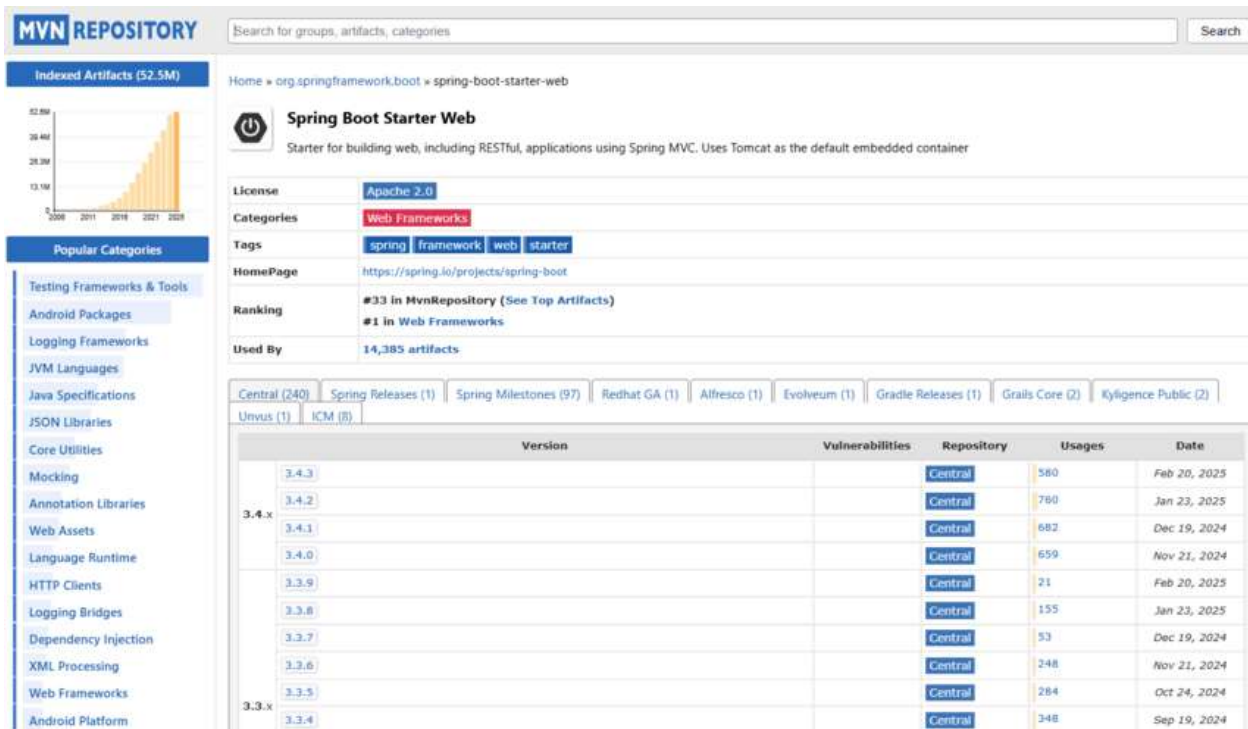 MVN REPOSITORY
Search for groups, artifacts, categories
Search
Indexed Artifacts (52.5M)
39.4M
13.1M
2011
2016
2021
Popular Categories
Testing Frameworks & Tools
Android Packages
Logging Frameworks
JVM Languages
Java Specifications
JSON Libraries
Core Utilities
Mocking
Annotation Libraries
Web Assets
Language Runtime
HTTP Clients
Logging Bridges
Dependency Injection
XML Processing
Web Frameworks
Android Platform
Home » org.springframework.boot » spring-boot-starter-web
Spring Boot Starter Web
Starter for building web, including RESTful, applications using Spring MVC. Uses Tomcat as the default embedded container
License Apache 2.0
Categories Web Frameworks
Tags spring framework web starter
HomePage https://spring.io/projects/spring-boot
Ranking #33 in MvnRepository (See Top Artifacts)
#1 in Web Frameworks
Used By 14,385 artifacts
Central (240) Spring Releases (1) Spring Milestones (97) Redhat GA (1) Alfresco (1) Evolveum (1) Gradle Releases (1) Grails Core (2) Kyligence Public (2)
Unvus (1) ICM (8)
Version Vulnerabilities Repository Usages Date
3.4.x
3.4.3 Central 580 Feb 20, 2025
3.4.2 Central 760 Jan 23, 2025
3.4.1 Central 682 Dec 19, 2024
3.4.0 Central 659 Nov 21, 2024
3.3.x
3.3.9 Central 21 Feb 20, 2025
3.3.8 Central 155 Jan 23, 2025
3.3.7 Central 53 Dec 19, 2024
3.3.6 Central 248 Nov 21, 2024
3.3.5 Central 284 Oct 24, 2024
3.3.4 Central 348 Sep 19, 2024